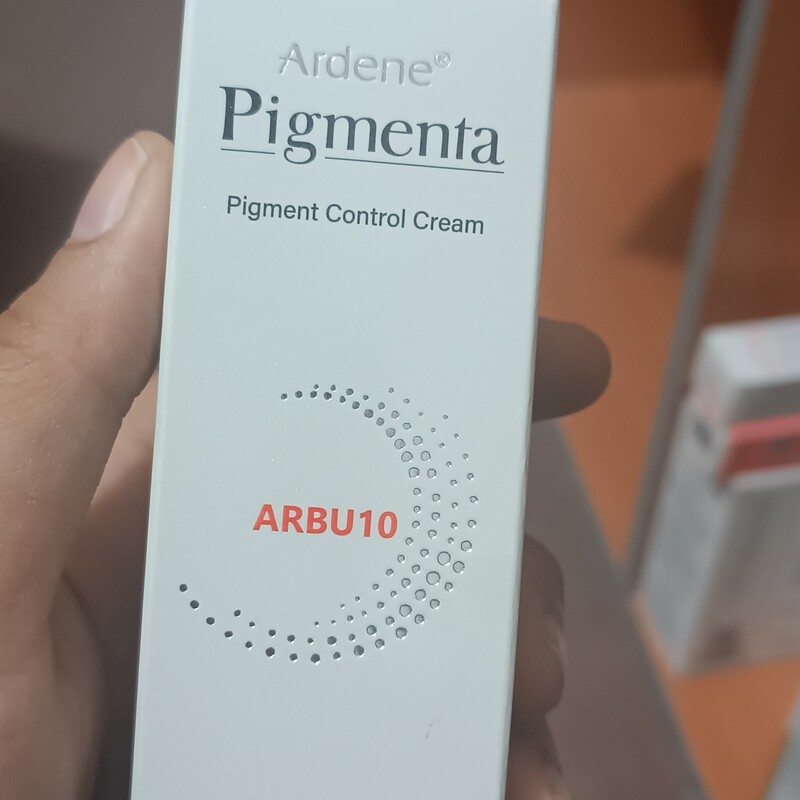 Ardene®
Pigmenta
Pigment Control Cream
ARBU10